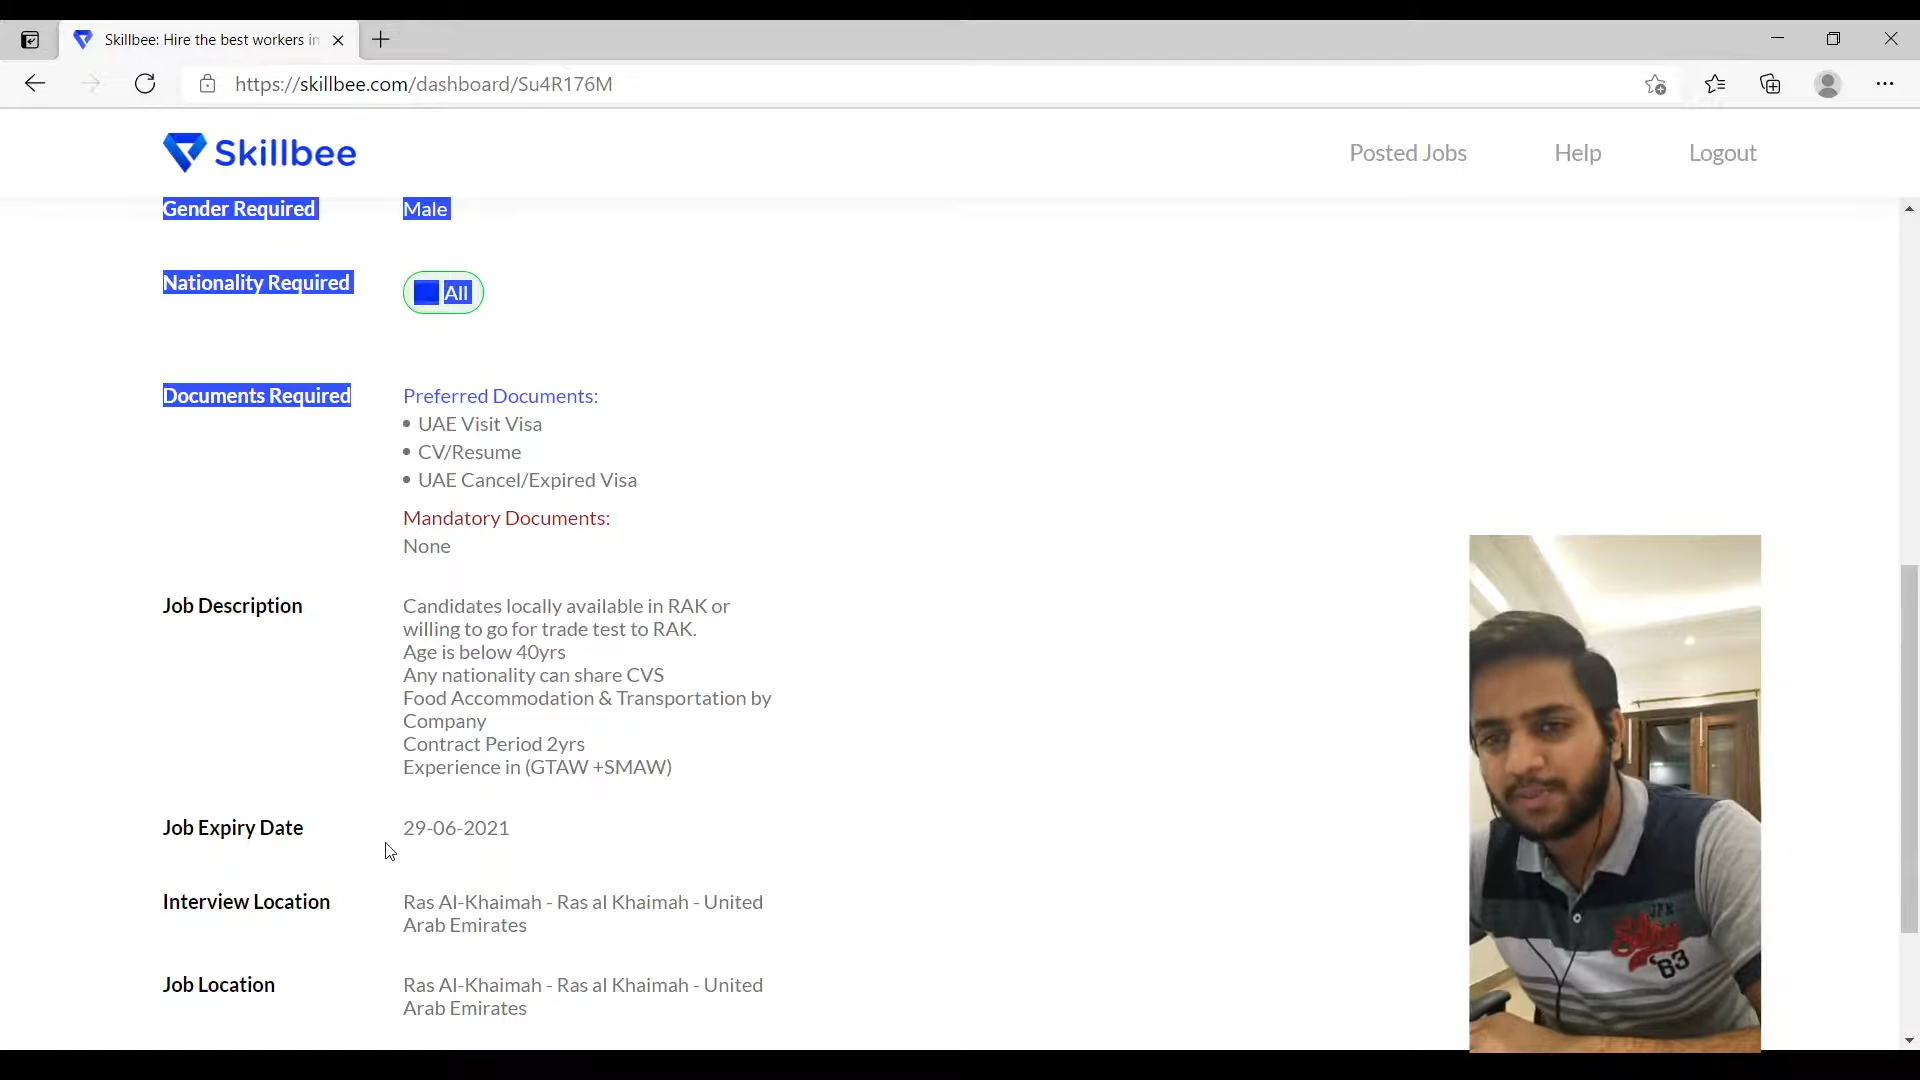 Skillbee: Hire the best workers in
https://skillbee.com/dashboard/Su4R176M
Skillbee
Posted Jobs
Help
Logout
Gender Required
Male
Nationality Required
All
Documents Required
Preferred Documents:
• UAE Visit Visa
• CV/Resume
• UAE Cancel/Expired Visa
Mandatory Documents:
None
Job Description
Candidates locally available in RAK or
willing to go for trade test to RAK.
Age is below 40yrs
Any nationality can share CVS
Food Accommodation & Transportation by
Company
Contract Period 2yrs
Experience in (GTAW +SMAW)
Job Expiry Date
29-06-2021
Interview Location
Ras Al-Khaimah - Ras al Khaimah - United
Arab Emirates
Job Location
Ras Al-Khaimah - Ras al Khaimah - United
Arab Emirates
'63